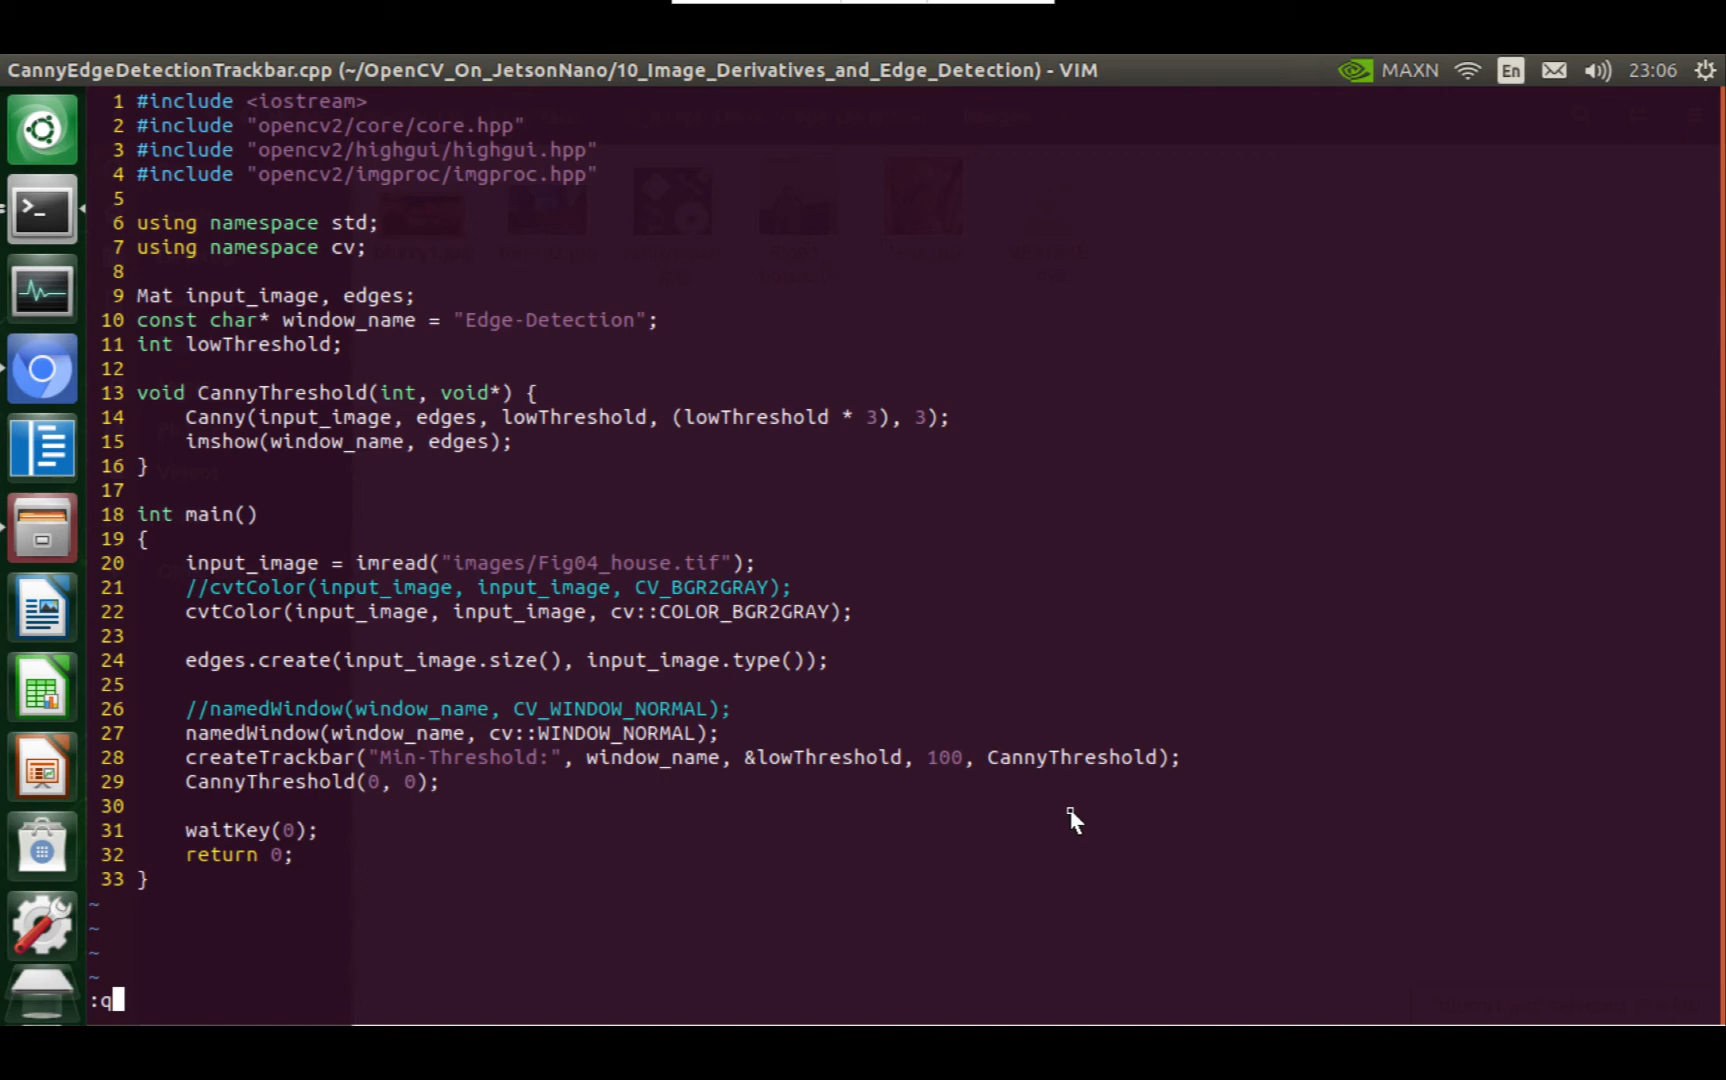 CannyEdgeDetectionTrackbar.cpp (~/OpenCV_On_JetsonNano/10_Image_Derivatives_and_Edge_Detection) - VIM
MAXN En 23:06
1 #include <iostream>
2 #include "opencv2/core/core.hpp"
3 #include "opencv2/highgui/highgui.hpp"
4 #include "opencv2/imgproc/imgproc.hpp"
5
6 using namespace std;
7 using namespace cv;
8
9 Mat input_image, edges;
10 const char* window_name = "Edge-Detection";
11 int lowThreshold;
12
13 void CannyThreshold(int, void*) {
14     Canny(input_image, edges, lowThreshold, (lowThreshold * 3), 3);
15     imshow(window_name, edges);
16 }
17
18 int main()
19 {
20     input_image = imread("images/Fig04_house.tif");
21     //cvtColor(input_image, input_image, CV_BGR2GRAY);
22     cvtColor(input_image, input_image, cv::COLOR_BGR2GRAY);
23
24     edges.create(input_image.size(), input_image.type());
25
26     //namedWindow(window_name, CV_WINDOW_NORMAL);
27     namedWindow(window_name, cv::WINDOW_NORMAL);
28     createTrackbar("Min-Threshold:", window_name, &lowThreshold, 100, CannyThreshold);
29     CannyThreshold(0, 0);
30
31     waitKey(0);
32     return 0;
33 }
~
~
~
~
:q